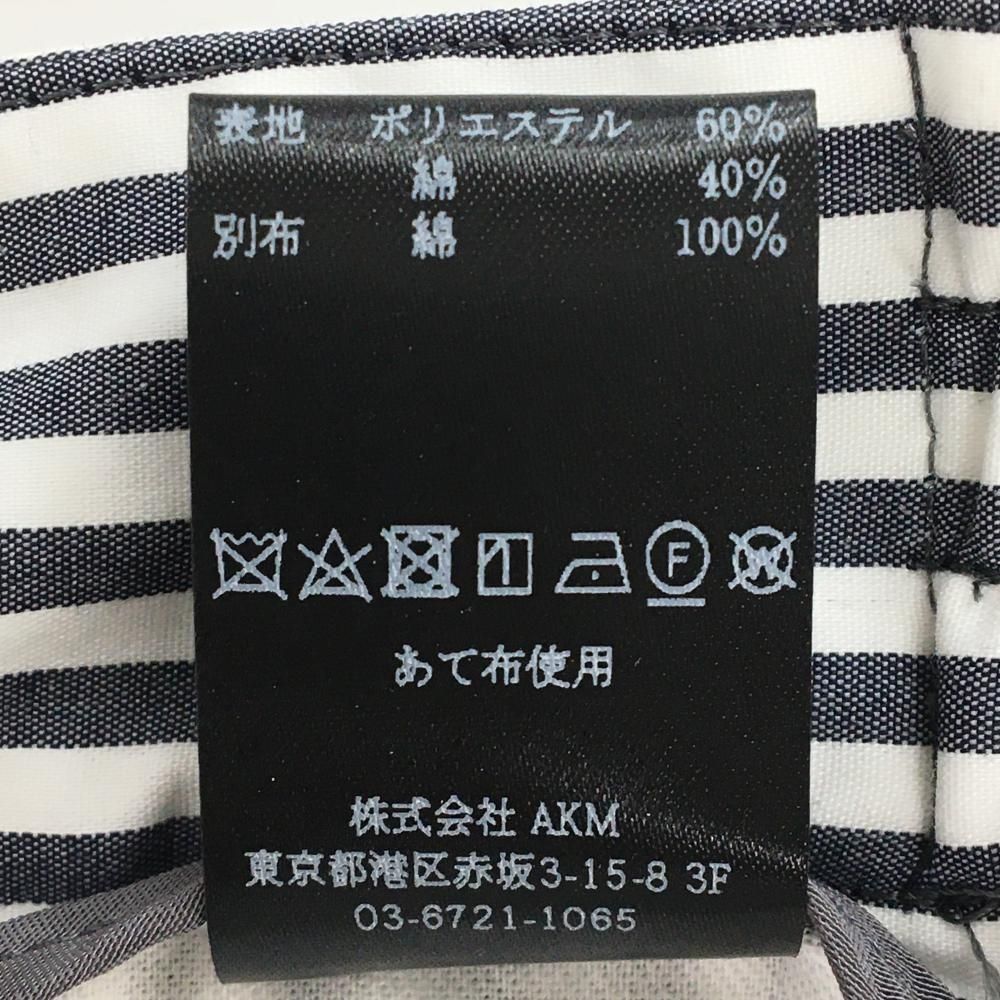 表地 ポリエステル 60%
綿 40%
別布 綿 100%
F W
あて布使用
株式会社 AKM
東京都港区赤坂3-15-8 3F
03-6721-1065